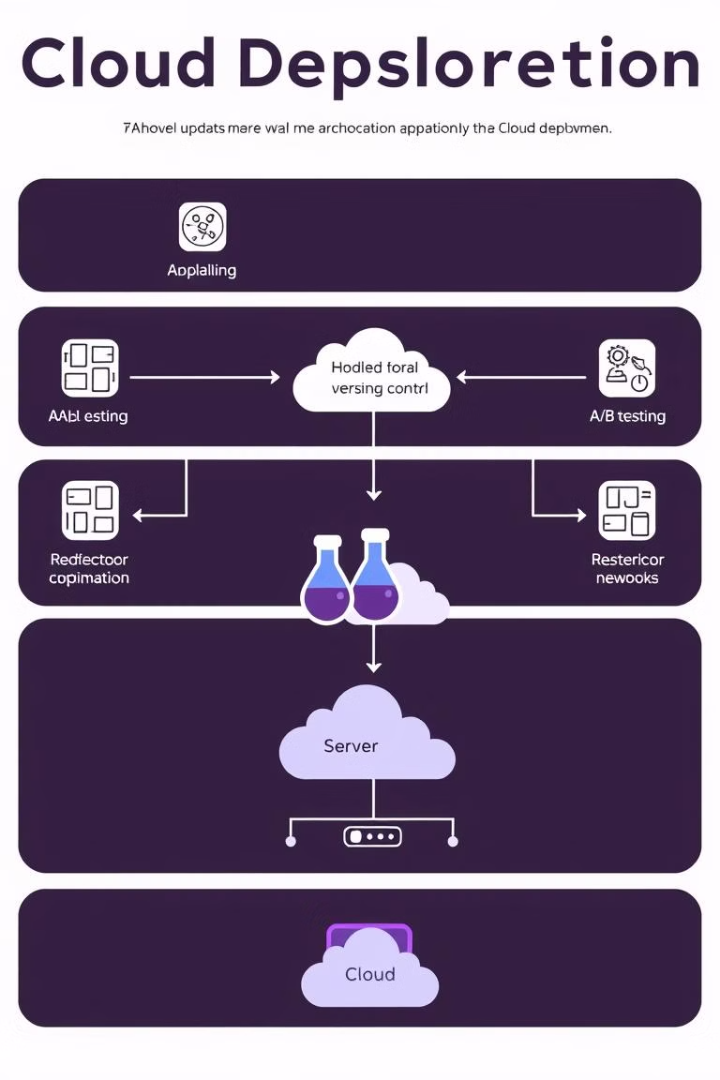 Cloud Depsloretion
7Ahovel updats mare wal me archocation appationly the Cloud depbvmen.
Applalling
Hodled foral
versing contrl
AAbl esting
A/B testing
Redfectoor
copimation
Restericor
newooks
Server
Cloud